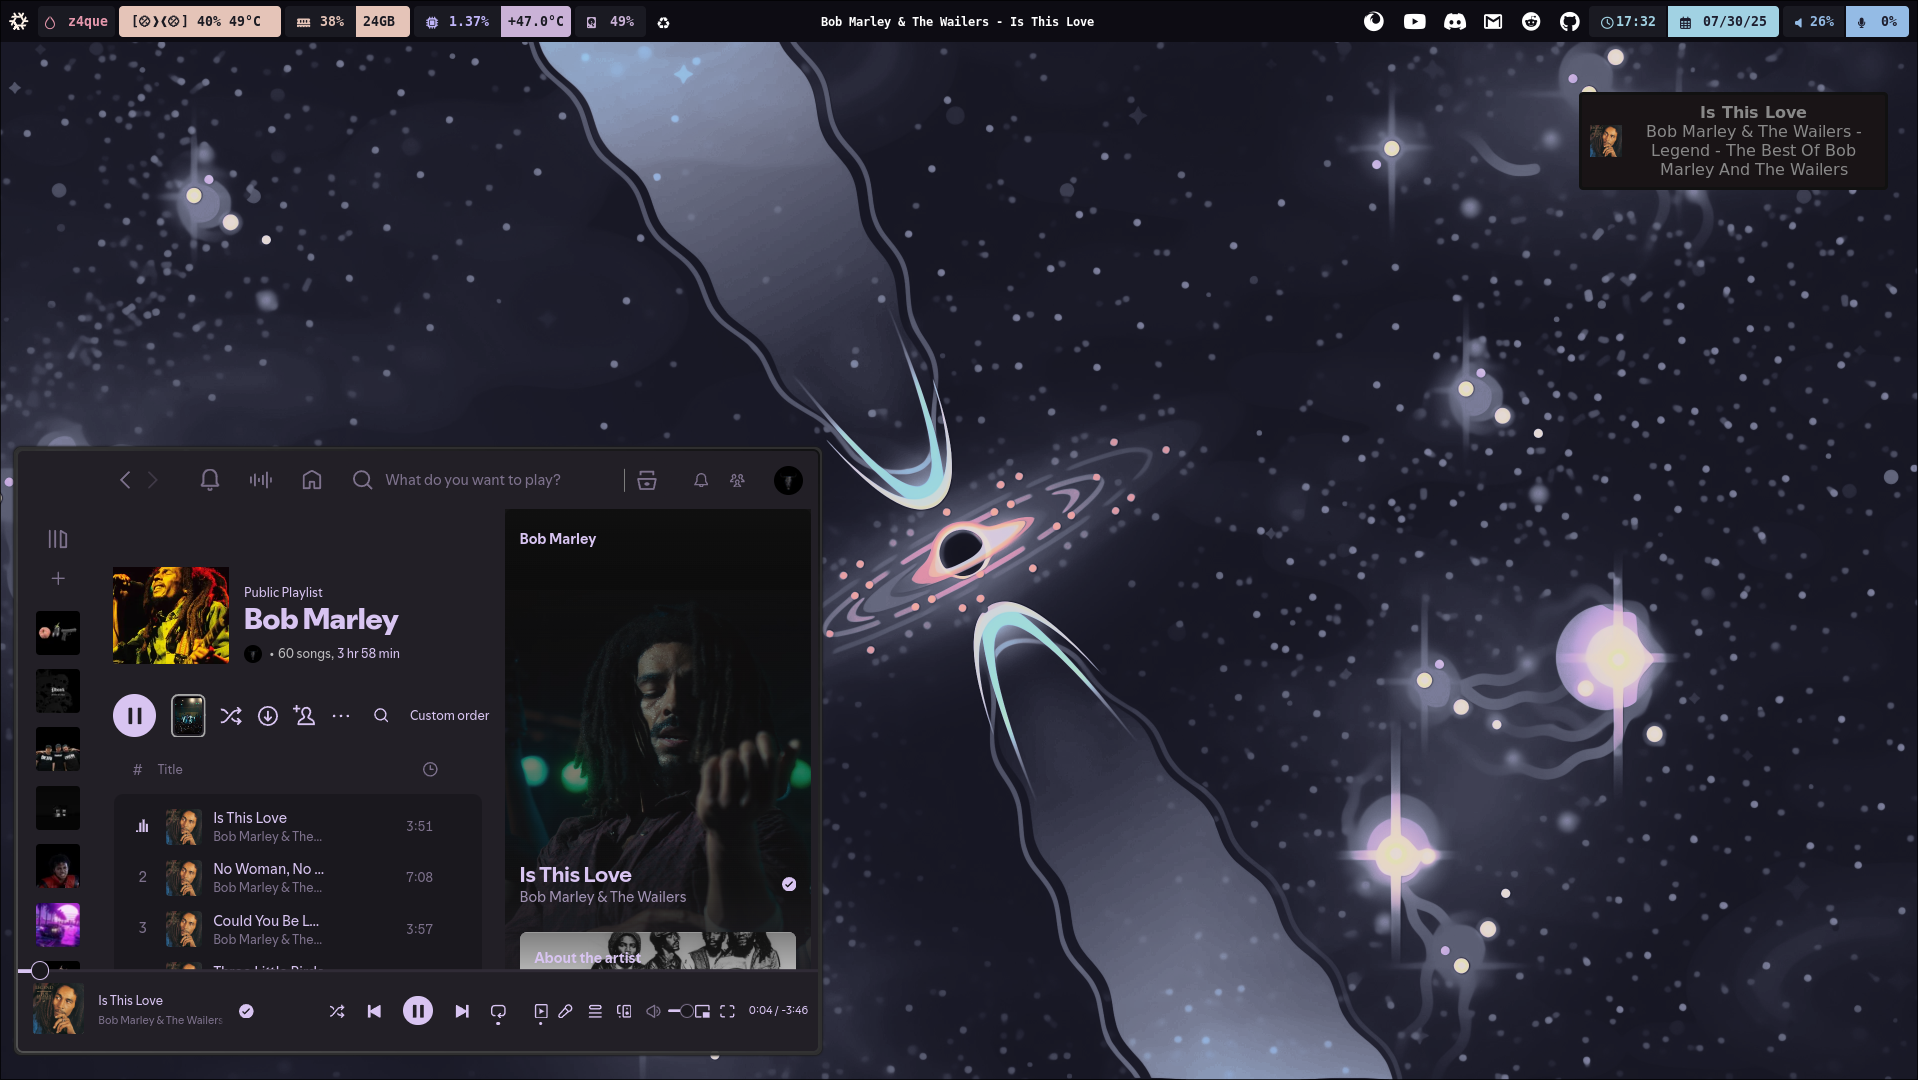 z4que
[⊗❩❨⊗] 40% 49°C
38%
24GB
1.37%
+47.0°C
49%
Bob Marley & The Wailers - Is This Love
17:32
07/30/25
26%
0%
Is This Love
Bob Marley & The Wailers -
Legend - The Best Of Bob
Marley And The Wailers
What do you want to play?
Public Playlist
Bob Marley
• 60 songs, 3 hr 58 min
Custom order
# Title
Is This Love
Bob Marley & The...
3:51
2
No Woman, No ...
Bob Marley & The...
7:08
3
Could You Be L...
Bob Marley & The...
3:57
Bob Marley
Is This Love
Bob Marley & The Wailers
About the artist
Is This Love
Bob Marley & The Wailers
0:04 / -3:46